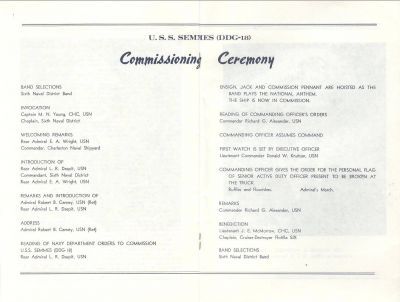 U. S. S. SEMMES (DDG-18)
Commissioning Ceremony
BAND SELECTIONS
Sixth Naval District Band
INVOCATION
Captain M. N. Young, CHC, USN
Chaplain, Sixth Naval District
WELCOMING REMARKS
Rear Admiral E. A. Wright, USN
Commander, Charleston Naval Shipyard
INTRODUCTION OF
Rear Admiral L. R. Daspit, USN
Commandant, Sixth Naval District
Rear Admiral E. A. Wright, USN
REMARKS AND INTRODUCTION OF
Admiral Robert B. Carney, USN (Ret)
Rear Admiral L. R. Daspit, USN
ADDRESS
Admiral Robert B. Carney, USN (Ret)
READING OF NAVY DEPARTMENT ORDERS TO COMMISSION
U.S.S. SEMMES (DDG-18)
Rear Admiral L. R. Daspit, USN
ENSIGN, JACK AND COMMISSION PENNANT ARE HOISTED AS THE
BAND PLAYS THE NATIONAL ANTHEM.
THE SHIP IS NOW IN COMMISSION.
READING OF COMMANDING OFFICER'S ORDERS
Commander Richard G. Alexander, USN
COMMANDING OFFICER ASSUMES COMMAND
FIRST WATCH IS SET BY EXECUTIVE OFFICER
Lieutenant Commander Donald W. Knutson, USN
COMMANDING OFFICER GIVES THE ORDER FOR THE PERSONAL FLAG
OF SENIOR ACTIVE DUTY OFFICER PRESENT TO BE BROKEN AT
THE TRUCK.
Ruffles and Flourishes. Admiral's March.
REMARKS
Commander Richard G. Alexander, USN
BENEDICTION
Lieutenant J. E. McMorrow, CHC, USN
Chaplain, Cruiser-Destroyer Flotilla SIX
BAND SELECTIONS
Sixth Naval District Band